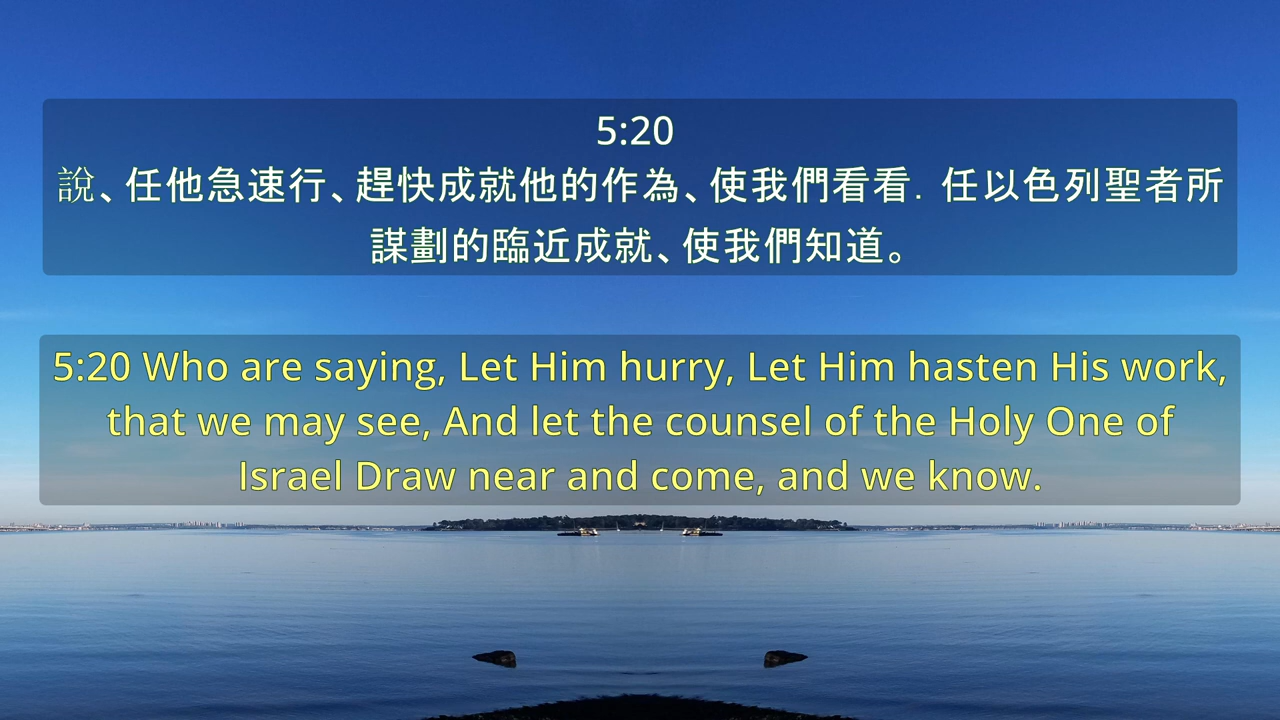 5:20
說、任他急速行、趕快成就他的作為、使我們看看. 任以色列聖者所
謀劃的臨近成就、使我們知道。
5:20 Who are saying, Let Him hurry, Let Him hasten His work,
that we may see, And let the counsel of the Holy One of
Israel Draw near and come, and we know.